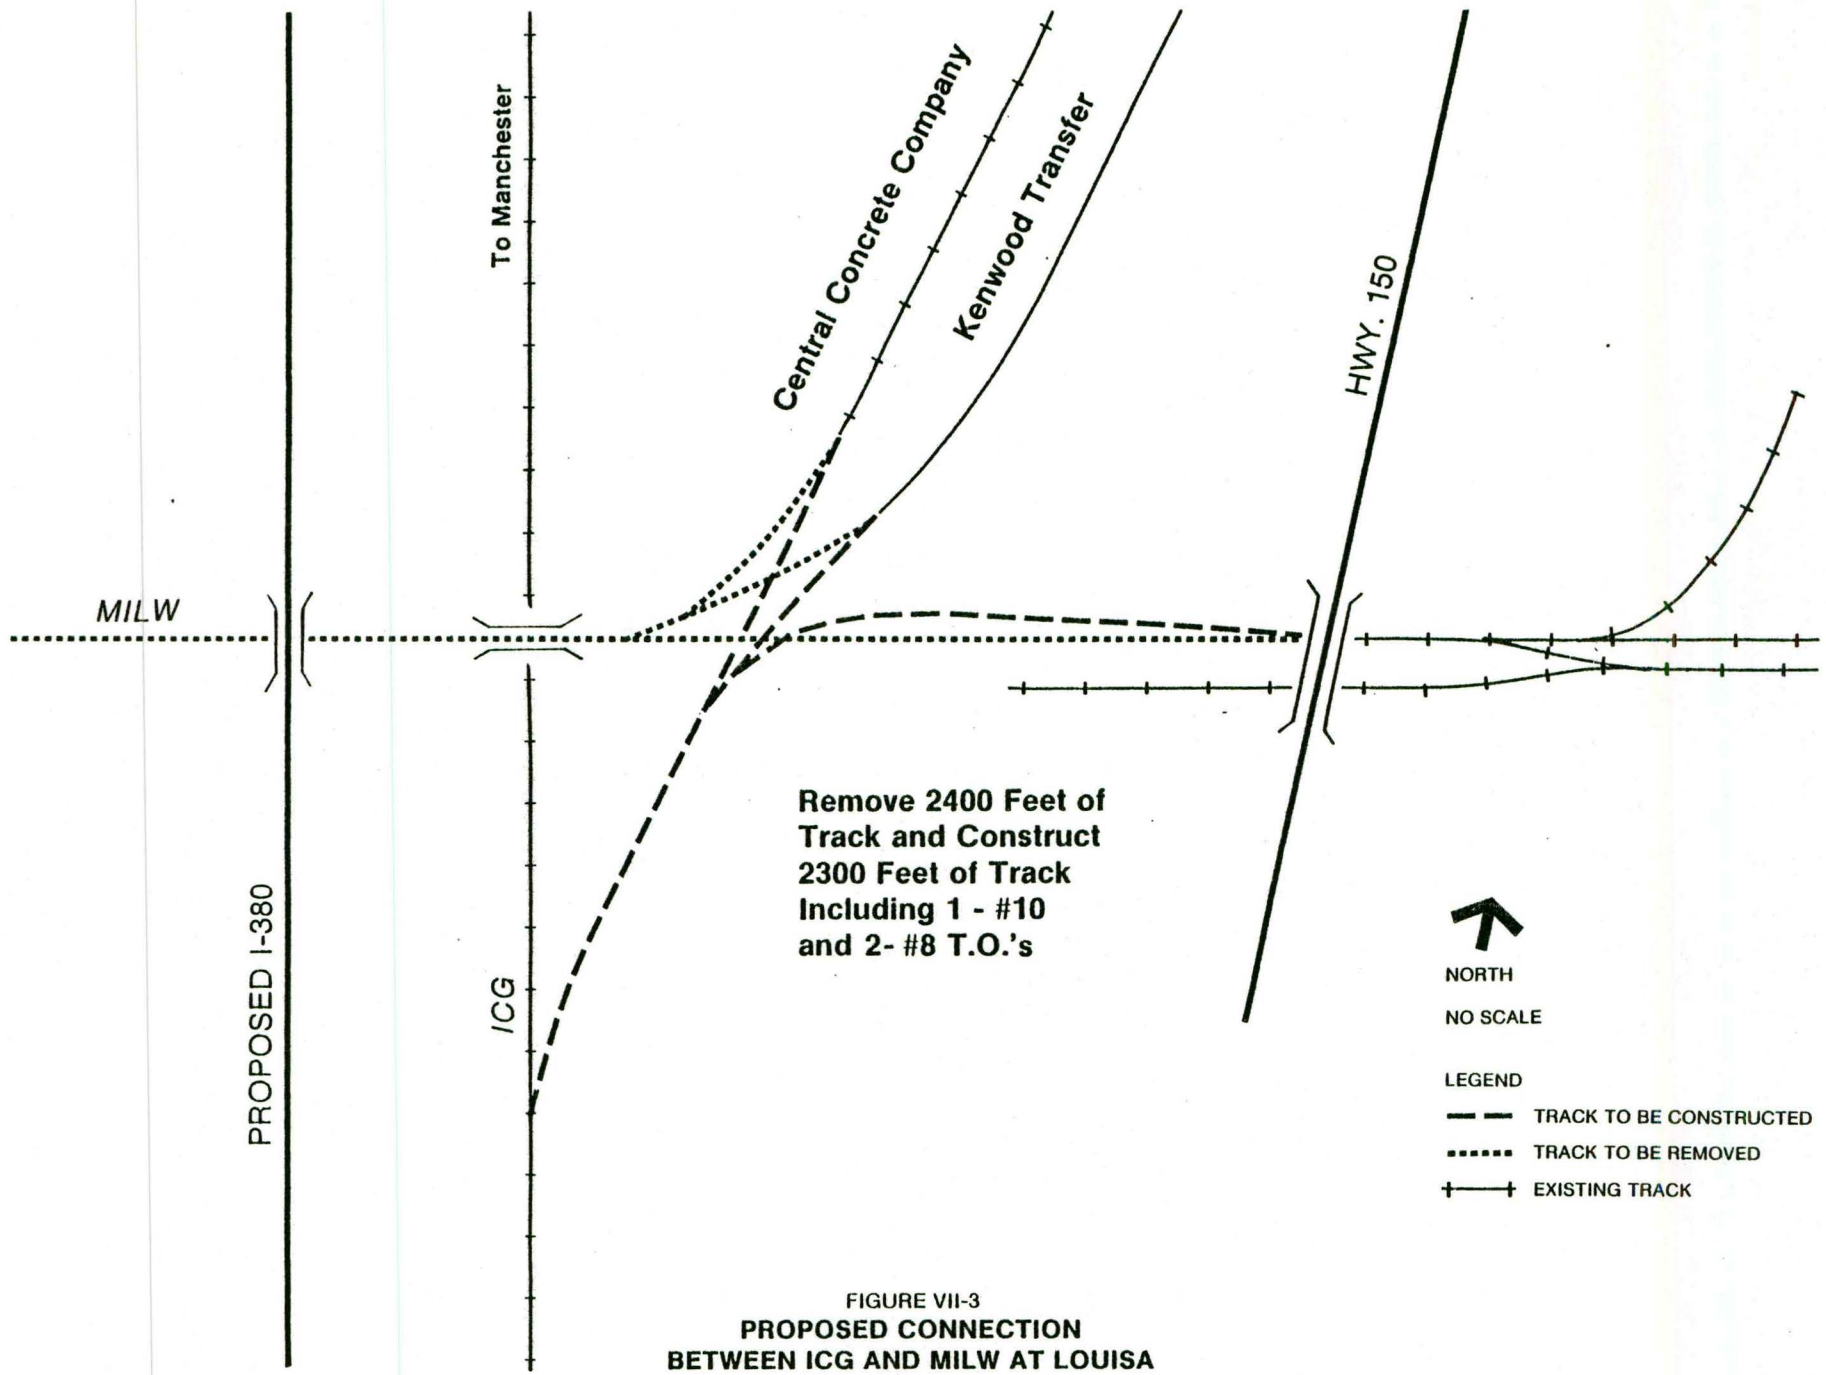 To Manchester
Central Concrete Company
Kenwood Transfer
HWY. 150
MILW
PROPOSED I-380
ICG
Remove 2400 Feet of
Track and Construct
2300 Feet of Track
Including 1 - #10
and 2- #8 T.O.'s
NORTH
NO SCALE
LEGEND
TRACK TO BE CONSTRUCTED
TRACK TO BE REMOVED
EXISTING TRACK
FIGURE VII-3
PROPOSED CONNECTION
BETWEEN ICG AND MILW AT LOUISA